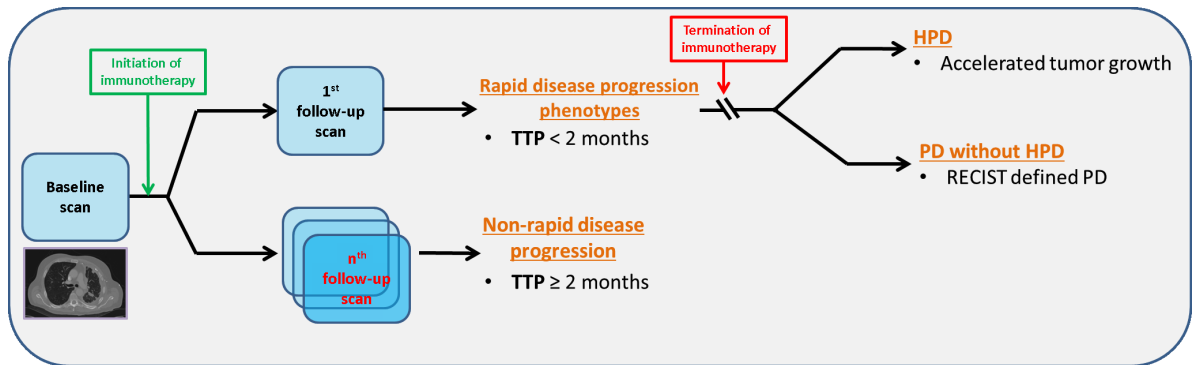 Initiation of
immunotherapy
Baseline
scan
1st
follow-up
scan
Rapid disease progression
phenotypes
• TTP < 2 months
Termination of
immunotherapy
HPD
• Accelerated tumor growth
PD without HPD
• RECIST defined PD
nth
follow-up
scan
Non-rapid disease
progression
• TTP ≥ 2 months